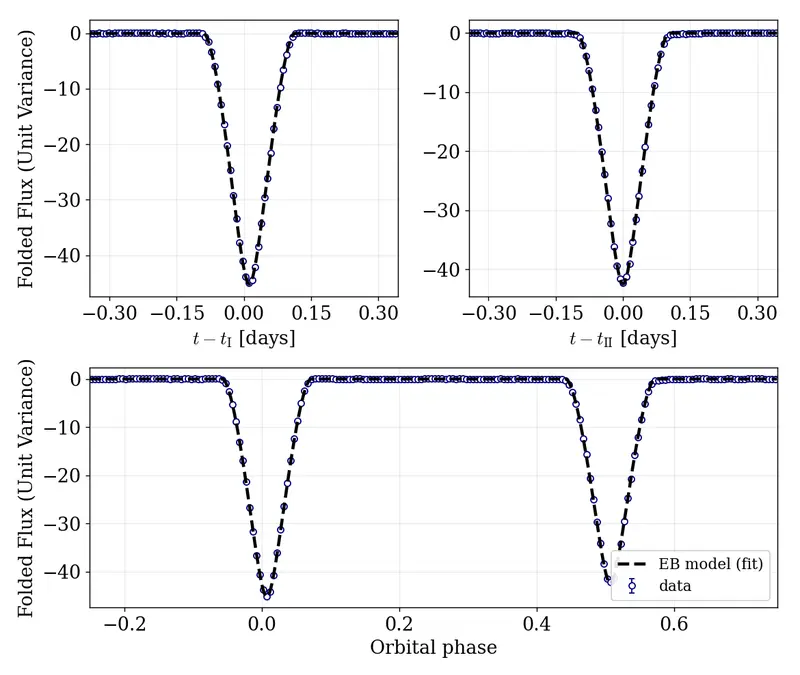 Folded Flux (Unit Variance)
0
−10
−20
−30
−40
−0.30 −0.15 0.00 0.15 0.30
t − t_I [days]
0
−10
−20
−30
−40
−0.30 −0.15 0.00 0.15 0.30
t − t_II [days]
Folded Flux (Unit Variance)
0
−10
−20
−30
−40
−0.2 0.0 0.2 0.4 0.6
Orbital phase
EB model (fit)
data